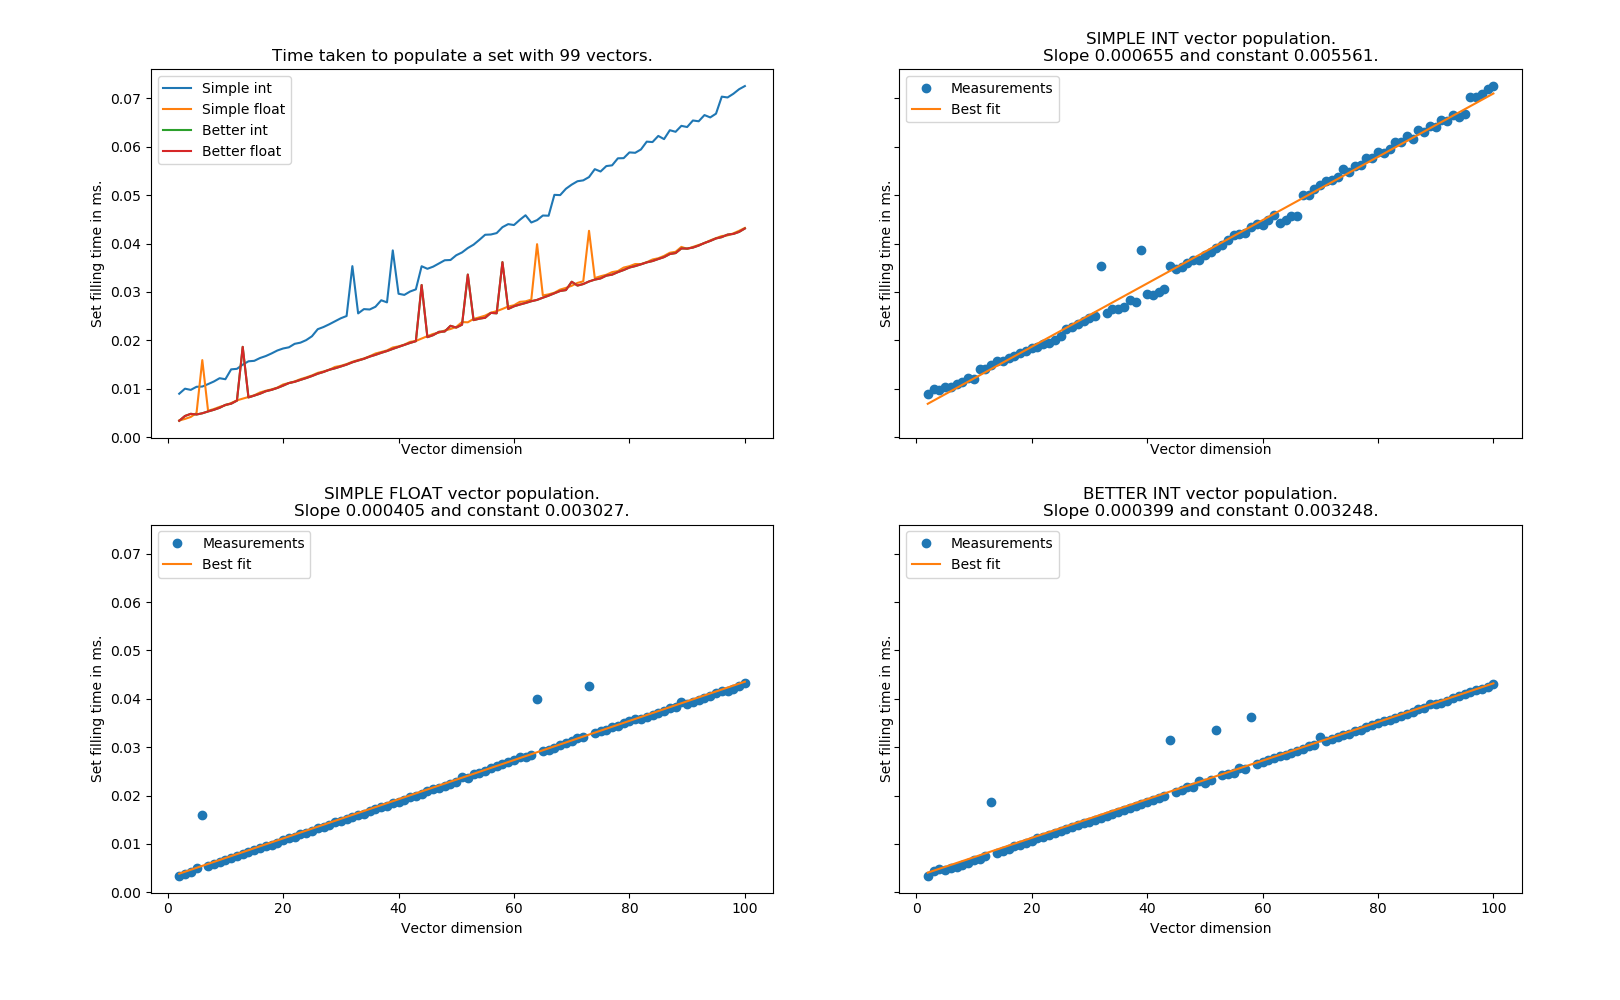 Time taken to populate a set with 99 vectors.
Simple int
Simple float
Better int
Better float
0.07
0.06
0.05
0.04
0.03
0.02
0.01
0.00
Set filling time in ms.
Vector dimension
SIMPLE INT vector population.
Slope 0.000655 and constant 0.005561.
Measurements
Best fit
Set filling time in ms.
Vector dimension
SIMPLE FLOAT vector population.
Slope 0.000405 and constant 0.003027.
Measurements
Best fit
0.07
0.06
0.05
0.04
0.03
0.02
0.01
0.00
Set filling time in ms.
0 20 40 60 80 100
Vector dimension
BETTER INT vector population.
Slope 0.000399 and constant 0.003248.
Measurements
Best fit
Set filling time in ms.
0 20 40 60 80 100
Vector dimension